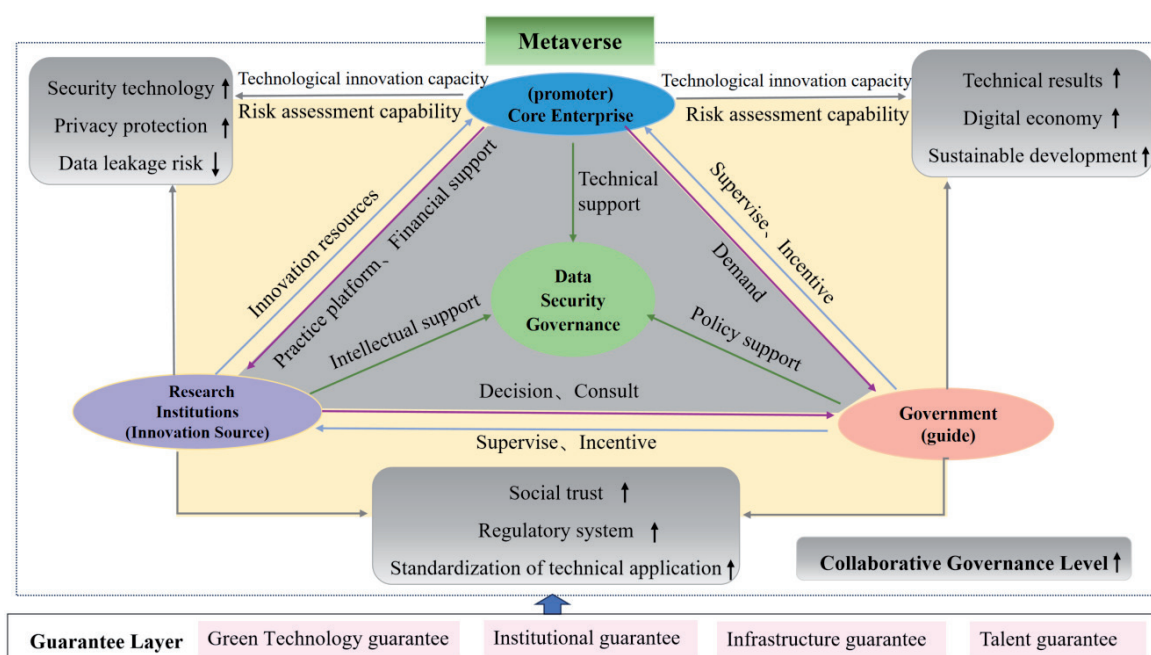 Metaverse
Security technology ↑
Privacy protection ↑
Data leakage risk ↓
Technological innovation capacity
Risk assessment capability
(promoter)
Core Enterprise
Technological innovation capacity
Risk assessment capability
Technical results ↑
Digital economy ↑
Sustainable development ↑
Innovation resources
Practice platform、Financial support
Technical
support
Supervise、Incentive
Demand
Data
Security
Governance
Intellectual support
Policy support
Research
Institutions
(Innovation Source)
Decision、Consult
Supervise、Incentive
Government
(guide)
Social trust ↑
Regulatory system ↑
Standardization of technical application ↑
Collaborative Governance Level ↑
Guarantee Layer
Green Technology guarantee
Institutional guarantee
Infrastructure guarantee
Talent guarantee